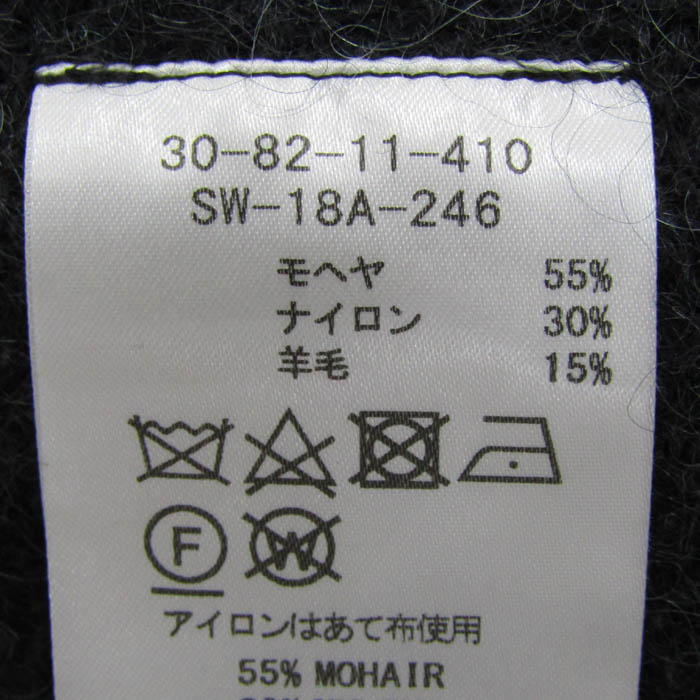 30-82-11-410
SW-18A-246
モヘヤ 55%
ナイロン 30%
羊毛 15%
F W
アイロンはあて布使用
55% MOHAIR